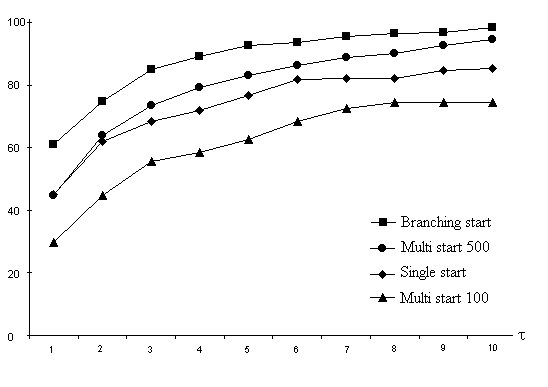 100
80
60
40
20
0
1 2 3 4 5 6 7 8 9 10 τ
Branching start
Multi start 500
Single start
Multi start 100